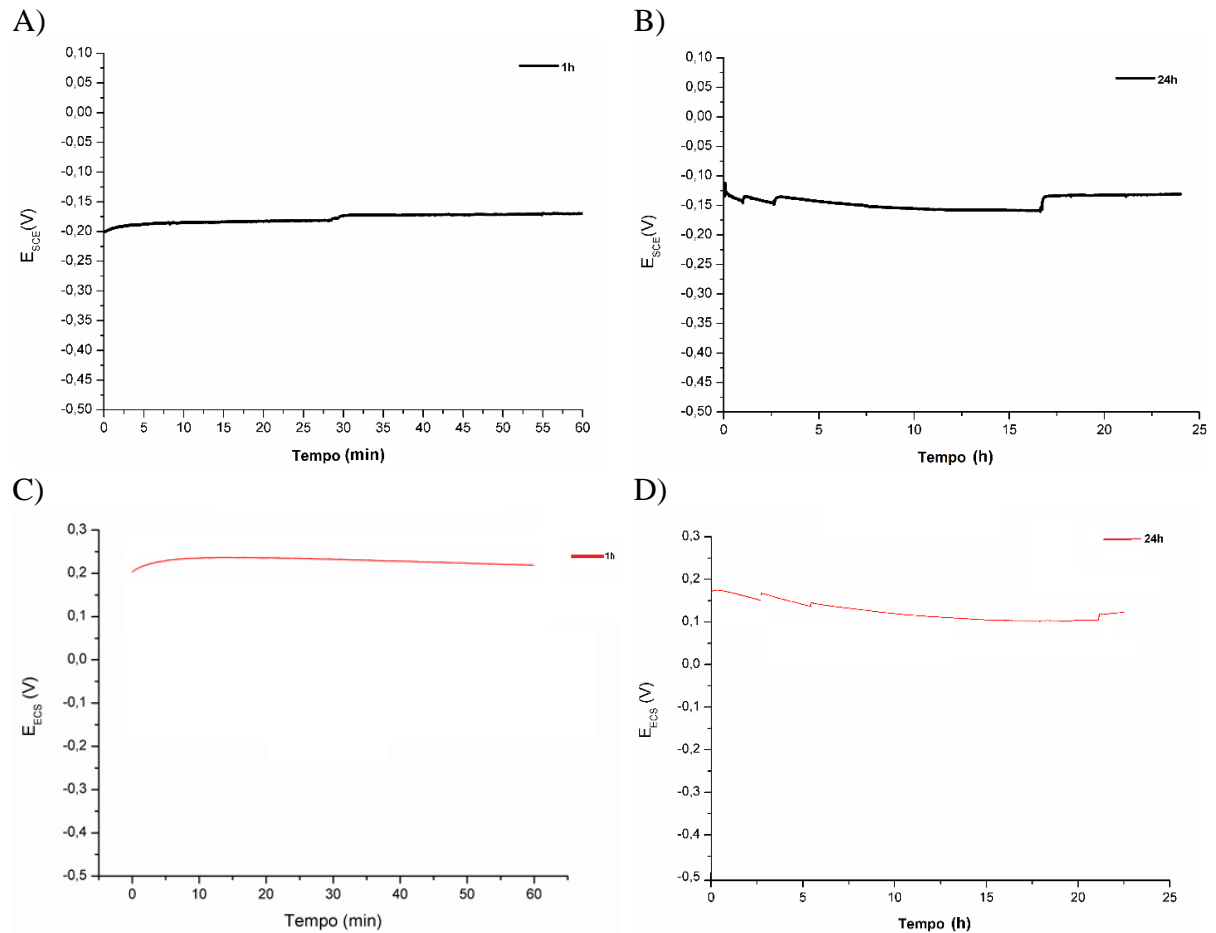 A)
0,10
0,05
0,00
-0,05
-0,10
-0,15
-0,20
-0,25
-0,30
-0,35
-0,40
-0,45
-0,50
E_SCE(V)
1h
0 5 10 15 20 25 30 35 40 45 50 55 60
Tempo (min)
B)
0,10
0,05
0,00
-0,05
-0,10
-0,15
-0,20
-0,25
-0,30
-0,35
-0,40
-0,45
-0,50
E_SCE(V)
24h
0 5 10 15 20 25
Tempo (h)
C)
0,3
0,2
0,1
0,0
-0,1
-0,2
-0,3
-0,4
-0,5
E_ECS (V)
1h
0 10 20 30 40 50 60
Tempo (min)
D)
0,3
0,2
0,1
0,0
-0,1
-0,2
-0,3
-0,4
-0,5
E_ECS (V)
24h
0 5 10 15 20 25
Tempo (h)